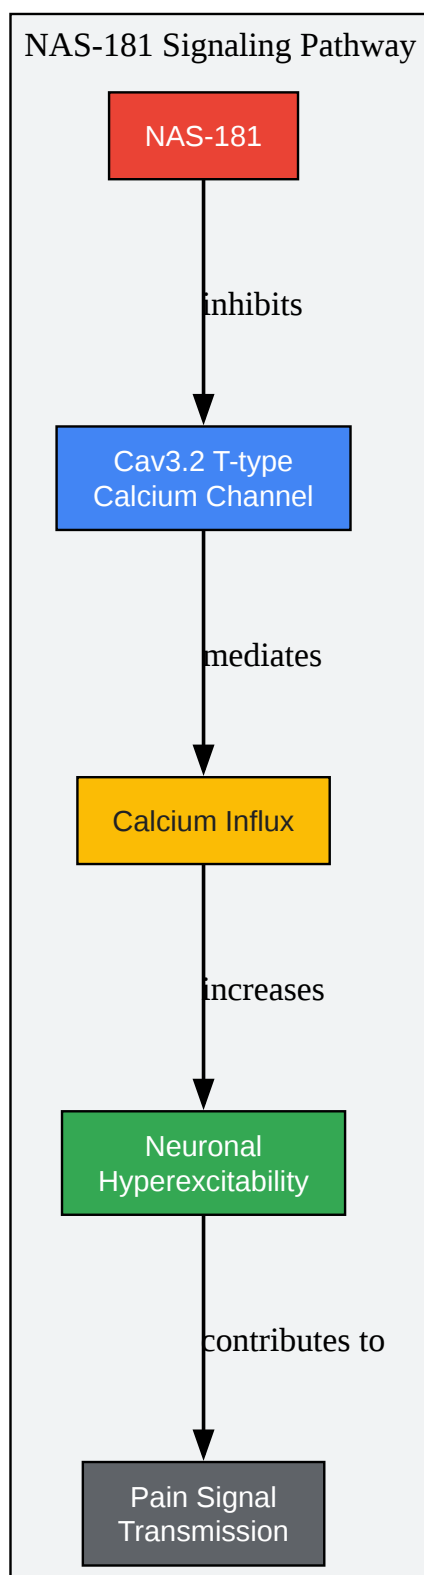 NAS-181 Signaling Pathway
NAS-181
inhibits
Cav3.2 T-type
Calcium Channel
mediates
Calcium Influx
increases
Neuronal
Hyperexcitability
contributes to
Pain Signal
Transmission